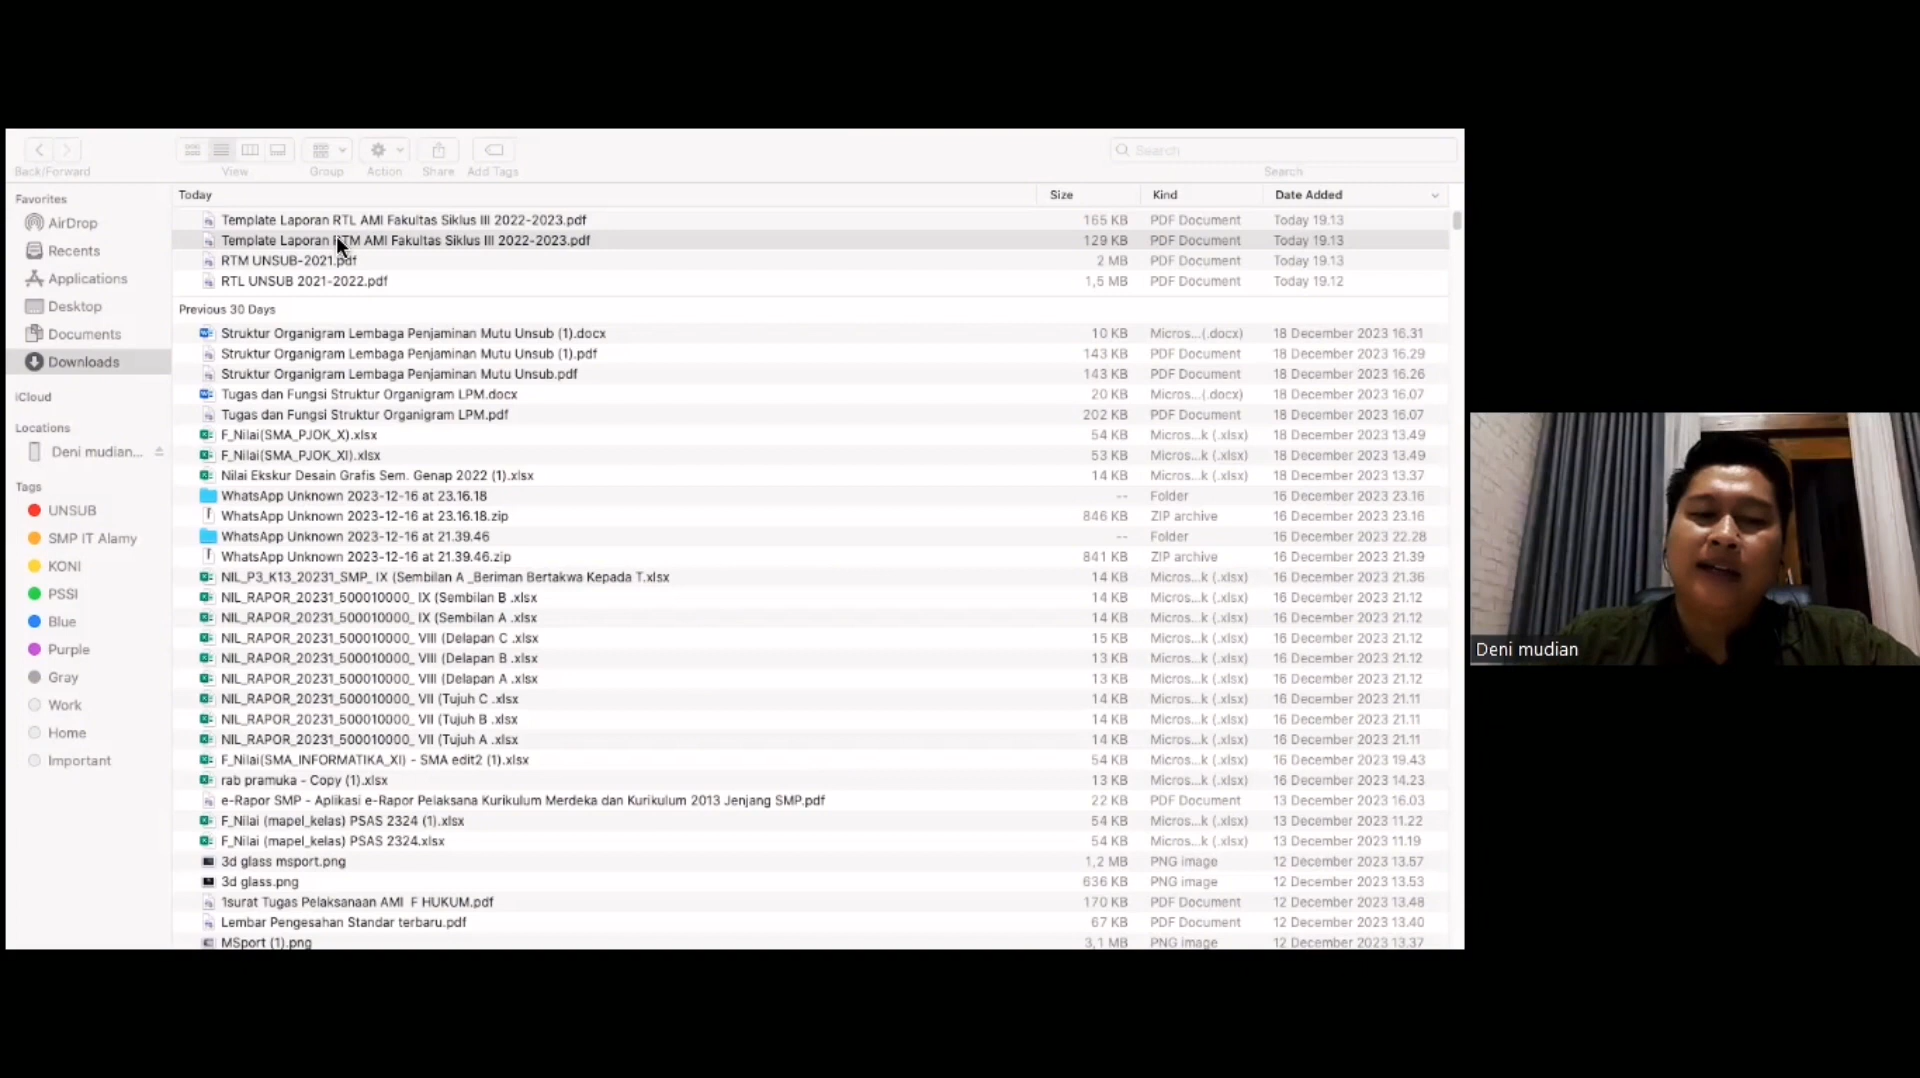 Back/Forward
View
Group
Action
Share
Add Tags
Search
Search
Favorites
AirDrop
Recents
Applications
Desktop
Documents
Downloads
iCloud
Locations
Deni mudian...
Tags
UNSUB
SMP IT Alamy
KONI
PSSI
Blue
Purple
Gray
Work
Home
Important
Today Size Kind Date Added
Template Laporan RTL AMI Fakultas Siklus III 2022-2023.pdf 165 KB PDF Document Today 19.13
Template Laporan RTM AMI Fakultas Siklus III 2022-2023.pdf 129 KB PDF Document Today 19.13
RTM UNSUB-2021.pdf 2 MB PDF Document Today 19.13
RTL UNSUB 2021-2022.pdf 1,5 MB PDF Document Today 19.12
Previous 30 Days
Struktur Organigram Lembaga Penjaminan Mutu Unsub (1).docx 10 KB Micros...(.docx) 18 December 2023 16.31
Struktur Organigram Lembaga Penjaminan Mutu Unsub (1).pdf 143 KB PDF Document 18 December 2023 16.29
Struktur Organigram Lembaga Penjaminan Mutu Unsub.pdf 143 KB PDF Document 18 December 2023 16.26
Tugas dan Fungsi Struktur Organigram LPM.docx 20 KB Micros...(.docx) 18 December 2023 16.07
Tugas dan Fungsi Struktur Organigram LPM.pdf 202 KB PDF Document 18 December 2023 16.07
F_Nilai(SMA_PJOK_X).xlsx 54 KB Micros...k (.xlsx) 18 December 2023 13.49
F_Nilai(SMA_PJOK_XI).xlsx 53 KB Micros...k (.xlsx) 18 December 2023 13.49
Nilai Ekskur Desain Grafis Sem. Genap 2022 (1).xlsx 14 KB Micros...k (.xlsx) 18 December 2023 13.37
WhatsApp Unknown 2023-12-16 at 23.16.18 -- Folder 16 December 2023 23.16
WhatsApp Unknown 2023-12-16 at 23.16.18.zip 846 KB ZIP archive 16 December 2023 23.16
WhatsApp Unknown 2023-12-16 at 21.39.46 -- Folder 16 December 2023 22.28
WhatsApp Unknown 2023-12-16 at 21.39.46.zip 841 KB ZIP archive 16 December 2023 21.39
NIL_P3_K13_20231_SMP_ IX (Sembilan A _Beriman Bertakwa Kepada T.xlsx 14 KB Micros...k (.xlsx) 16 December 2023 21.36
NIL_RAPOR_20231_500010000_ IX (Sembilan B .xlsx 14 KB Micros...k (.xlsx) 16 December 2023 21.12
NIL_RAPOR_20231_500010000_ IX (Sembilan A .xlsx 14 KB Micros...k (.xlsx) 16 December 2023 21.12
NIL_RAPOR_20231_500010000_ VIII (Delapan C .xlsx 15 KB Micros...k (.xlsx) 16 December 2023 21.12
NIL_RAPOR_20231_500010000_ VIII (Delapan B .xlsx 13 KB Micros...k (.xlsx) 16 December 2023 21.12
NIL_RAPOR_20231_500010000_ VIII (Delapan A .xlsx 13 KB Micros...k (.xlsx) 16 December 2023 21.12
NIL_RAPOR_20231_500010000_ VII (Tujuh C .xlsx 14 KB Micros...k (.xlsx) 16 December 2023 21.11
NIL_RAPOR_20231_500010000_ VII (Tujuh B .xlsx 14 KB Micros...k (.xlsx) 16 December 2023 21.11
NIL_RAPOR_20231_500010000_ VII (Tujuh A .xlsx 14 KB Micros...k (.xlsx) 16 December 2023 21.11
F_Nilai(SMA_INFORMATIKA_XI) - SMA edit2 (1).xlsx 54 KB Micros...k (.xlsx) 16 December 2023 19.43
rab pramuka - Copy (1).xlsx 13 KB Micros...k (.xlsx) 16 December 2023 14.23
e-Rapor SMP - Aplikasi e-Rapor Pelaksana Kurikulum Merdeka dan Kurikulum 2013 Jenjang SMP.pdf 22 KB PDF Document 13 December 2023 16.03
F_Nilai (mapel_kelas) PSAS 2324 (1).xlsx 54 KB Micros...k (.xlsx) 13 December 2023 11.22
F_Nilai (mapel_kelas) PSAS 2324.xlsx 54 KB Micros...k (.xlsx) 13 December 2023 11.19
3d glass msport.png 1,2 MB PNG image 12 December 2023 13.57
3d glass.png 636 KB PNG image 12 December 2023 13.53
1surat Tugas Pelaksanaan AMI F HUKUM.pdf 170 KB PDF Document 12 December 2023 13.48
Lembar Pengesahan Standar terbaru.pdf 67 KB PDF Document 12 December 2023 13.40
MSport (1).png 3,1 MB PNG image 12 December 2023 13.37
Deni mudian